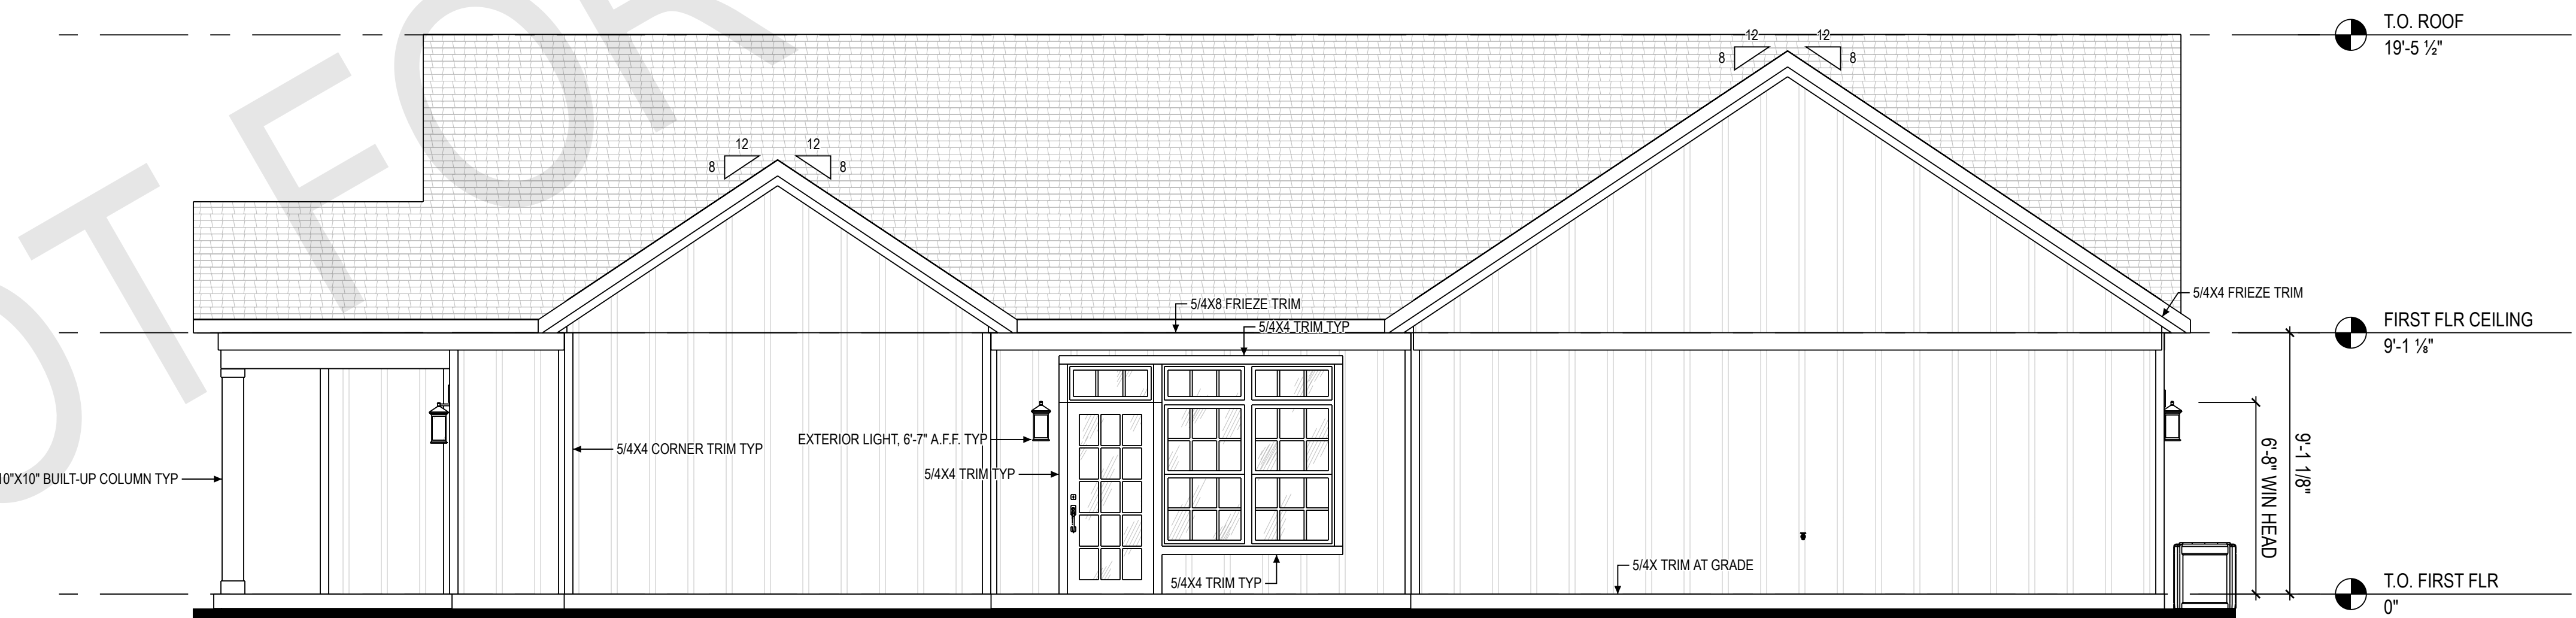 T.O. ROOF
19'-5 ½"
12
12
8
8
12
12
8
8
5/4X8 FRIEZE TRIM
5/4X4 FRIEZE TRIM
5/4X4 TRIM TYP
FIRST FLR CEILING
9'-1 ⅛"
EXTERIOR LIGHT, 6'-7" A.F.F. TYP
5/4X4 CORNER TRIM TYP
5/4X4 TRIM TYP
10"X10" BUILT-UP COLUMN TYP
6'-8" WIN HEAD
9'-1 1/8"
5/4X TRIM AT GRADE
5/4X4 TRIM TYP
T.O. FIRST FLR
0"
OT FOR